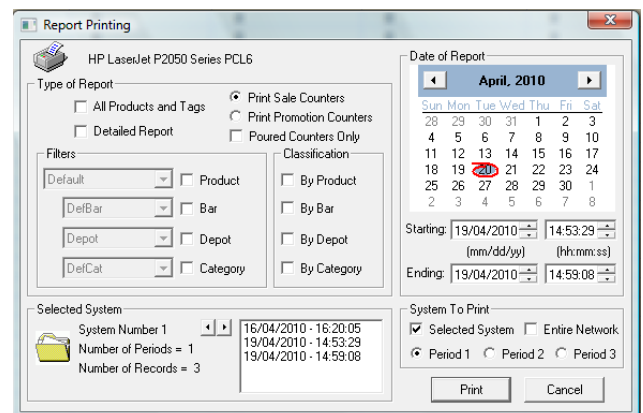 Report Printing
HP LaserJet P2050 Series PCL6
Type of Report
All Products and Tags
Detailed Report
Print Sale Counters
Print Promotion Counters
Poured Counters Only
Filters
Default
Product
DefBar
Bar
Depot
Depot
DefCat
Category
Classification
By Product
By Bar
By Depot
By Category
Date of Report
April, 2010
Sun Mon Tue Wed Thu Fri Sat
28 29 30 31 1 2 3
4 5 6 7 8 9 10
11 12 13 14 15 16 17
18 19 20 21 22 23 24
25 26 27 28 29 30 1
2 3 4 5 6 7 8
Starting: 19/04/2010 14:53:29
(mm/dd/yy) (hh:mm:ss)
Ending: 19/04/2010 14:59:08
Selected System
System Number 1
Number of Periods = 1
Number of Records = 3
16/04/2010 - 16:20:05
19/04/2010 - 14:53:29
19/04/2010 - 14:59:08
System To Print
Selected System Entire Network
Period 1 Period 2 Period 3
Print Cancel